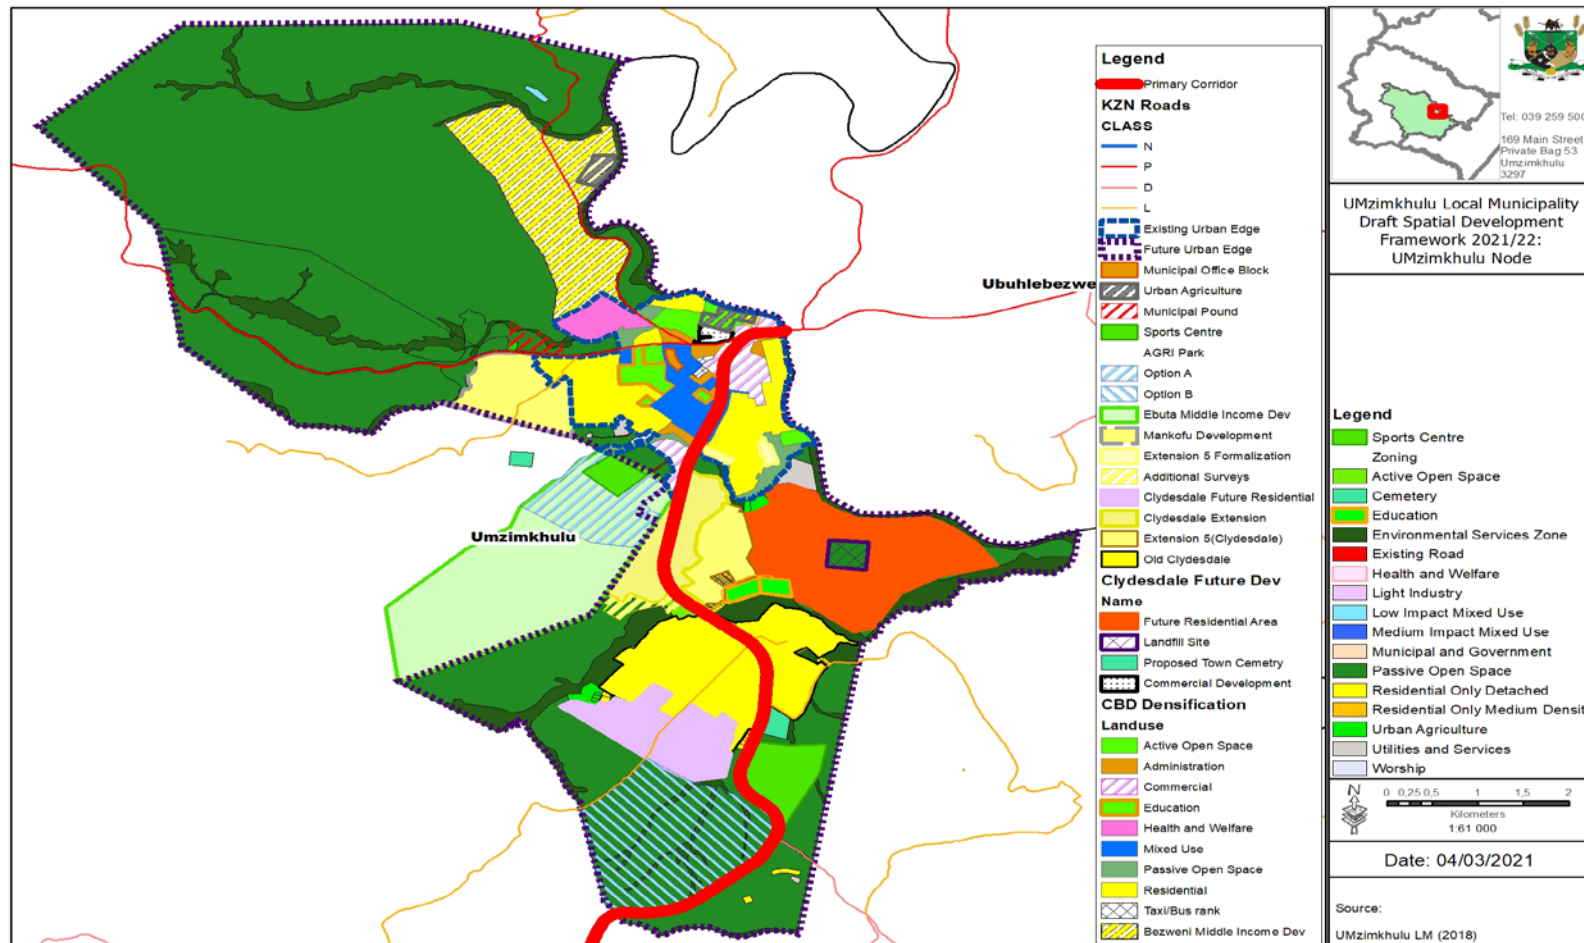 Ubuhlebezwe
Umzimkhulu
Legend
Primary Corridor
KZN Roads
CLASS
N
P
D
L
Existing Urban Edge
Future Urban Edge
Municipal Office Block
Urban Agriculture
Municipal Pound
Sports Centre
AGRI Park
Option A
Option B
Ebuta Middle Income Dev
Mankofu Development
Extension 5 Formalization
Additional Surveys
Clydesdale Future Residential
Clydesdale Extension
Extension 5(Clydesdale)
Old Clydesdale
Clydesdale Future Dev
Name
Future Residential Area
Landfill Site
Proposed Town Cemetery
Commercial Development
CBD Densification
Landuse
Active Open Space
Administration
Commercial
Education
Health and Welfare
Mixed Use
Passive Open Space
Residential
Taxi/Bus rank
Bezweni Middle Income Dev
Tel: 039 259 500
169 Main Street
Private Bag 53
Umzimkhulu
3297
UMzimkhulu Local Municipality
Draft Spatial Development
Framework 2021/22:
UMzimkhulu Node
Legend
Sports Centre
Zoning
Active Open Space
Cemetery
Education
Environmental Services Zone
Existing Road
Health and Welfare
Light Industry
Low Impact Mixed Use
Medium Impact Mixed Use
Municipal and Government
Passive Open Space
Residential Only Detached
Residential Only Medium Densit
Urban Agriculture
Utilities and Services
Worship
N
0 0,25 0,5 1 1,5 2
Kilometers
1:61 000
Date: 04/03/2021
Source:
UMzimkhulu LM (2018)